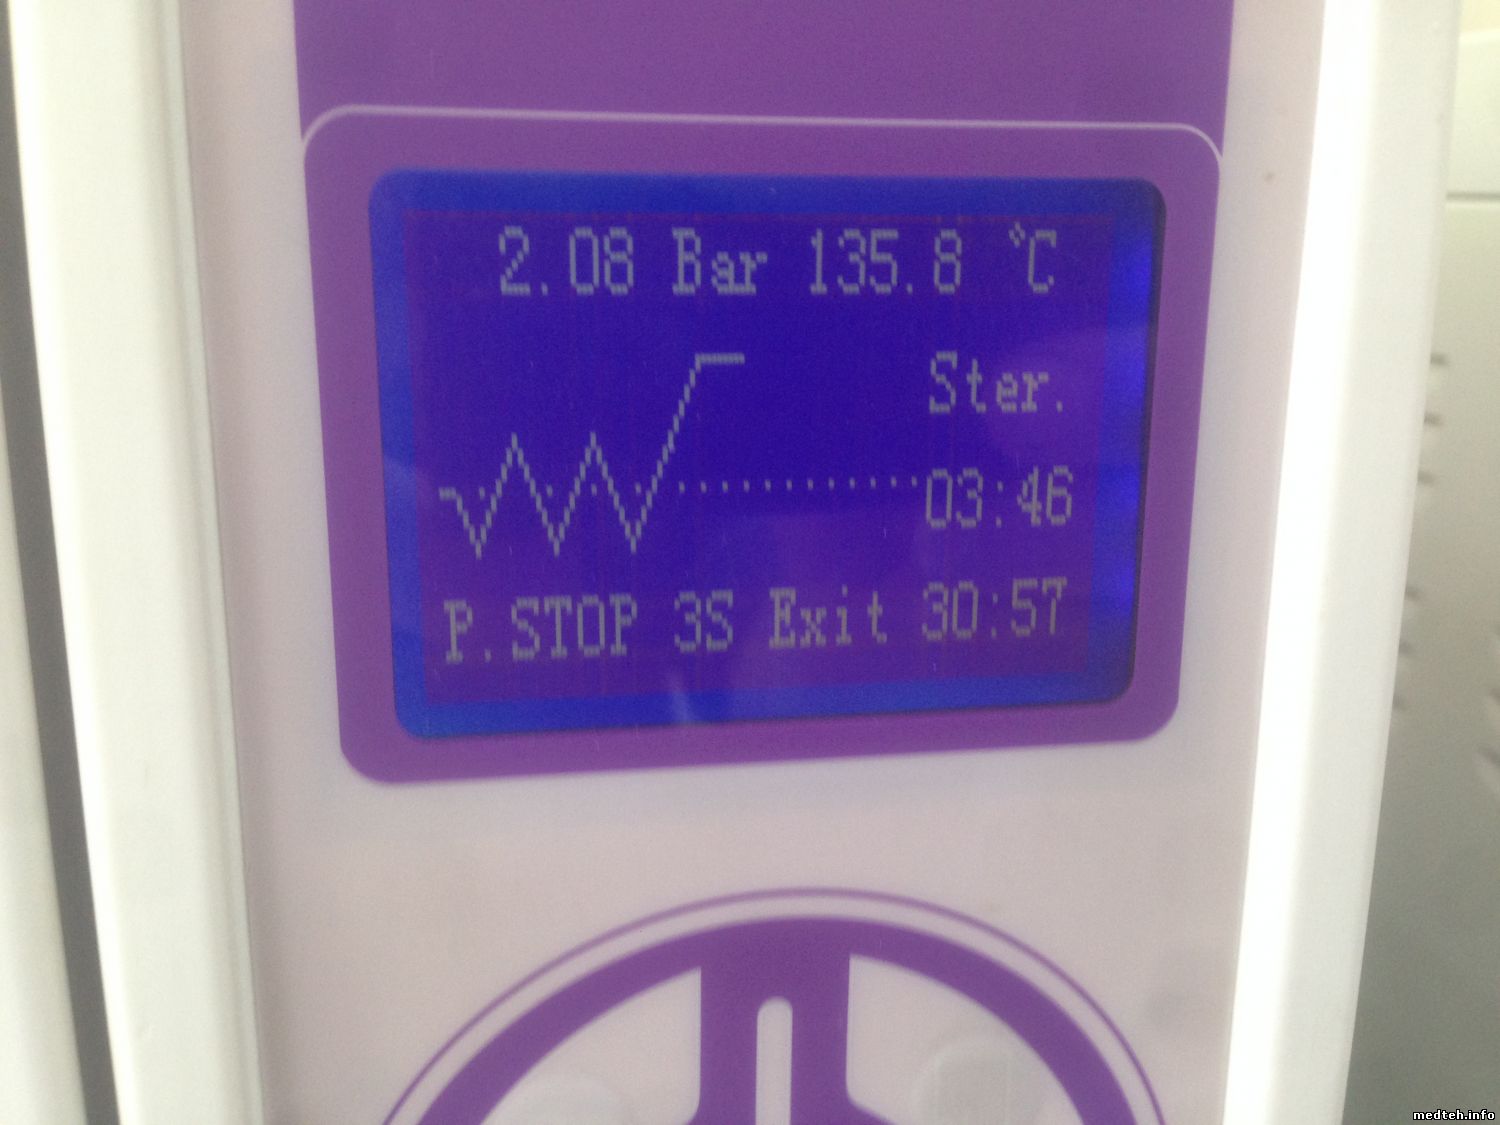 2.08 Bar 135.8 °C
Ster.
03:46
P.STOP 3S Exit 30:57
medteh.info